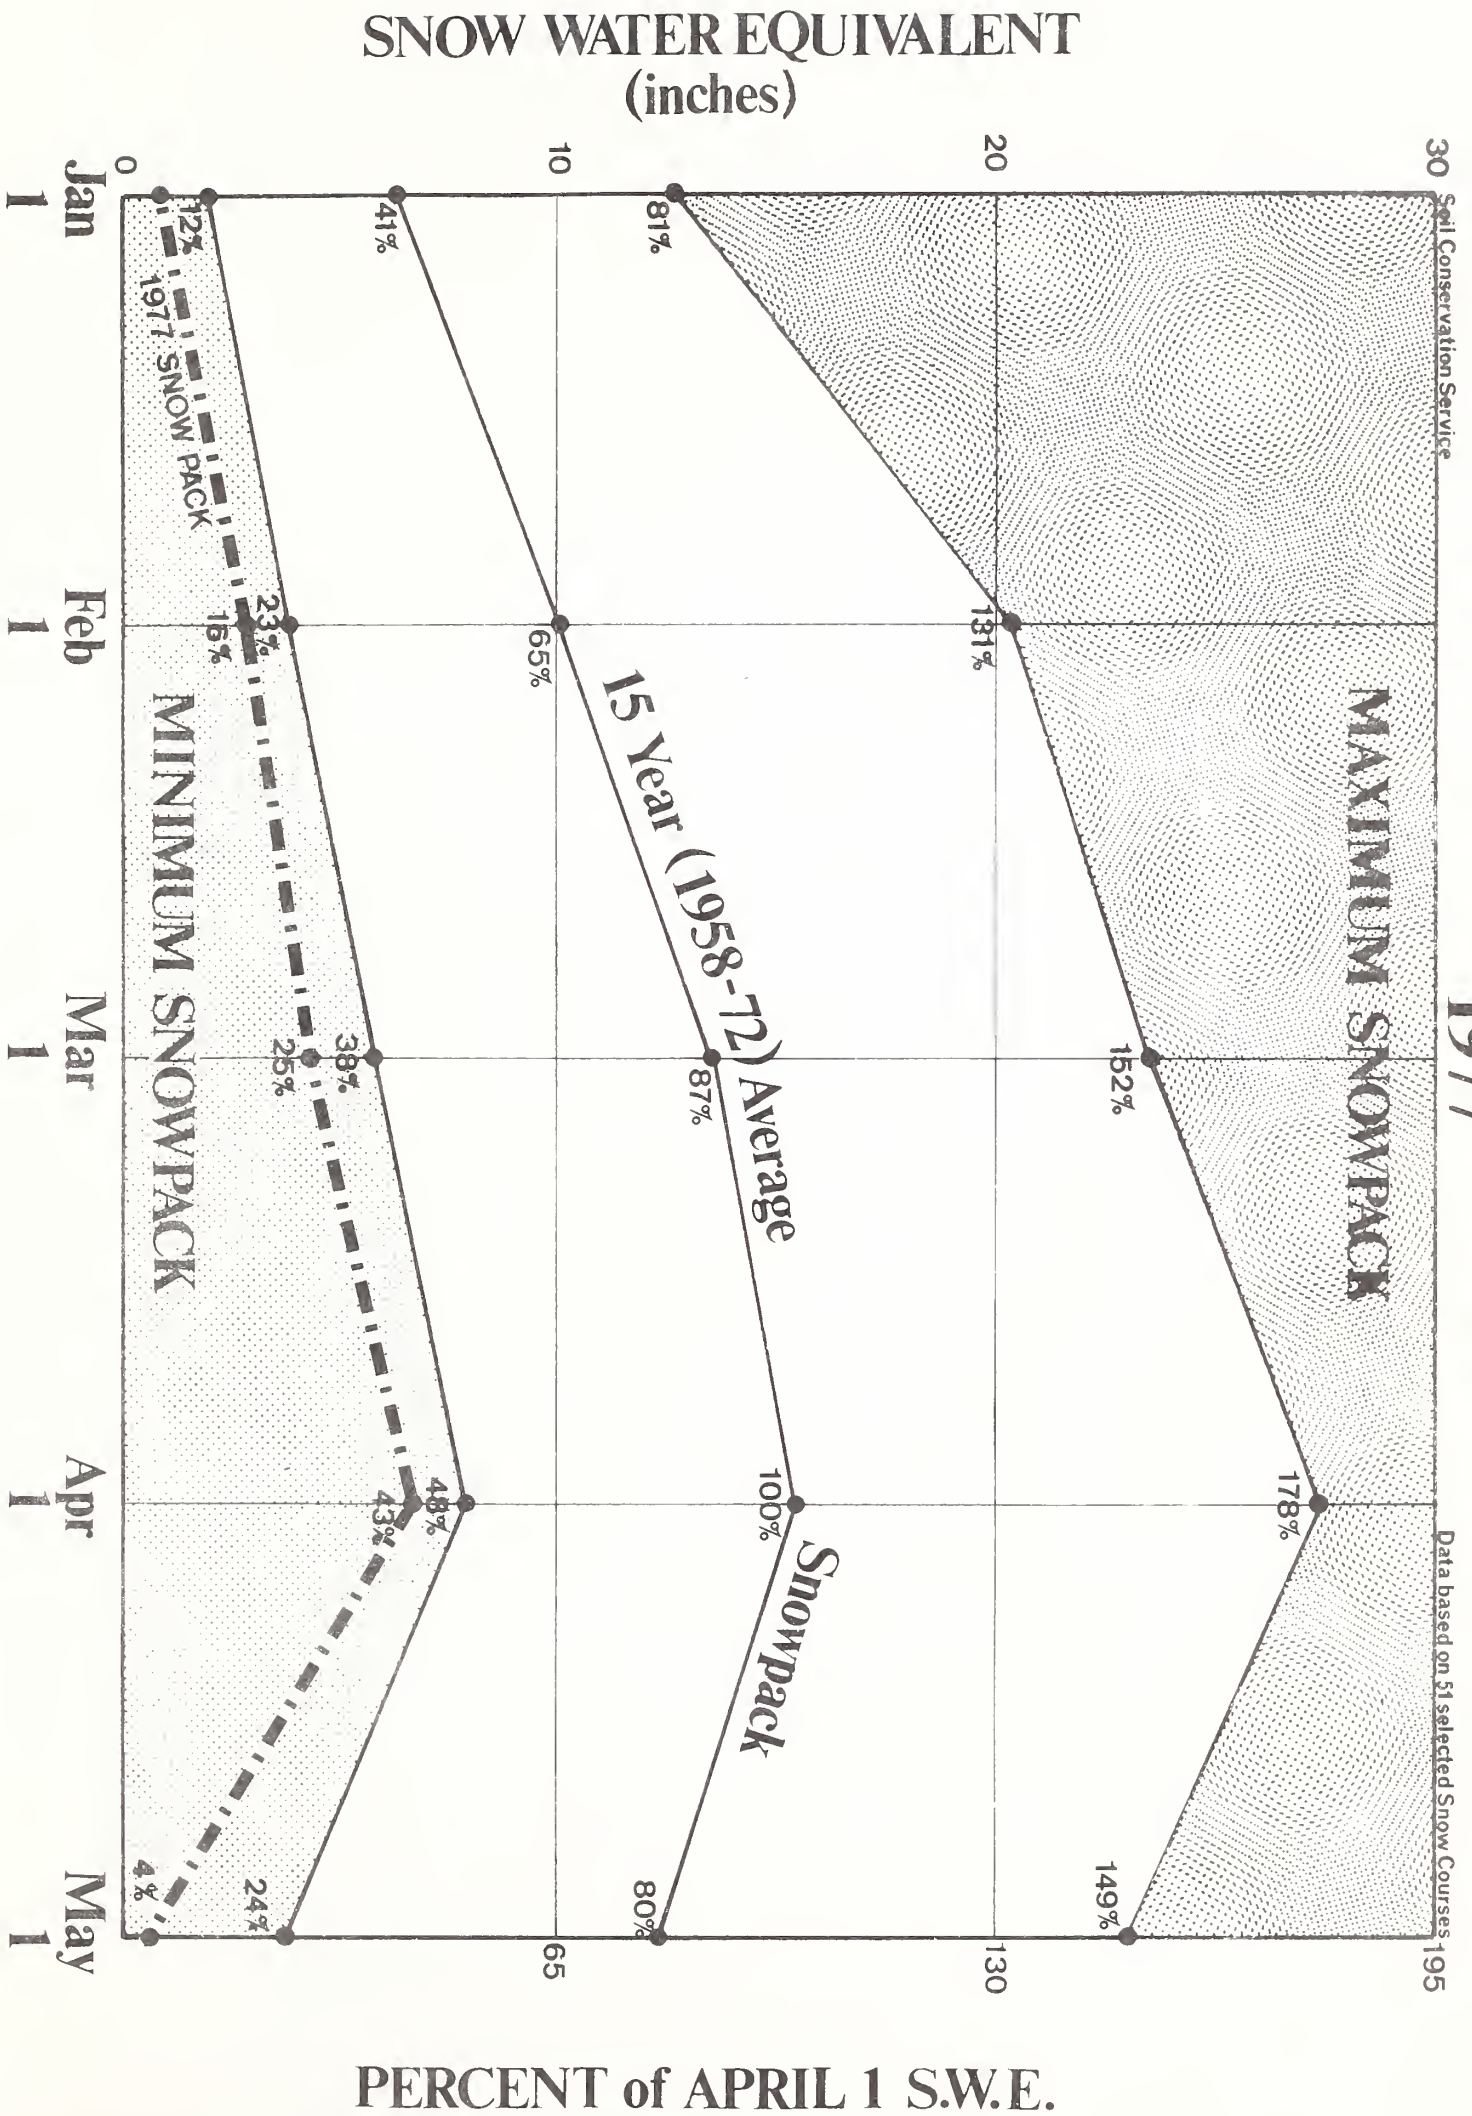 1977
Soil Conservation Service
Data based on 51 selected Snow Courses
SNOW WATER EQUIVALENT
(inches)
30
20
10
0
MAXIMUM SNOWPACK
81%
131%
152%
178%
149%
15 Year (1958-72) Average Snowpack
41%
65%
87%
100%
80%
12%
23%
38%
48%
24%
1977 SNOW PACK
16%
25%
43%
4%
MINIMUM SNOWPACK
195
130
65
PERCENT of APRIL 1 S.W.E.
Jan Feb Mar Apr May
1 1 1 1 1